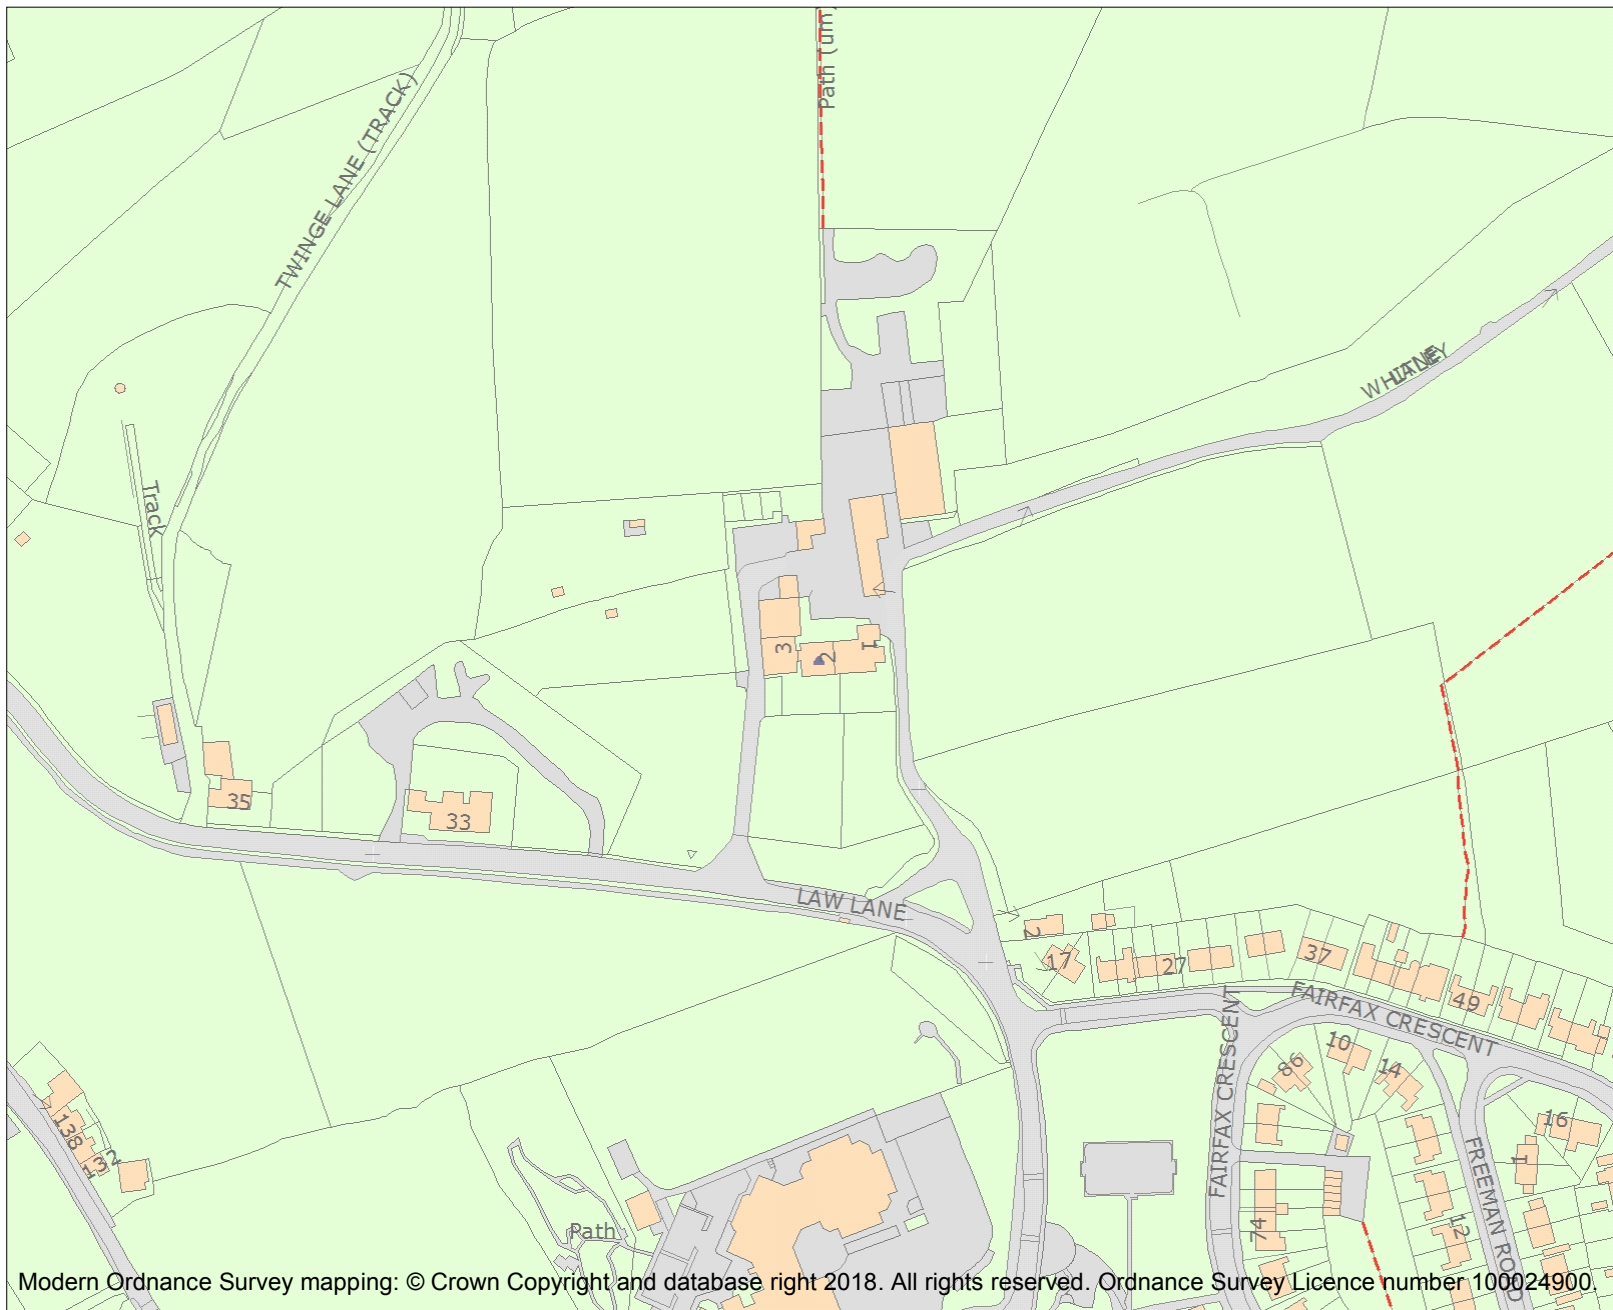 Path (um)
TWINGE LANE (TRACK)
WHITLEY
LANE
Track
3
2
1
35
33
LAW LANE
2
17
27
37
49
FAIRFAX CRESCENT
FAIRFAX CRESCENT
10
86
14
16
1
138
132
FREEMAN ROAD
12
74
Path
Modern Ordnance Survey mapping: © Crown Copyright and database right 2018. All rights reserved. Ordnance Survey Licence number 100024900.